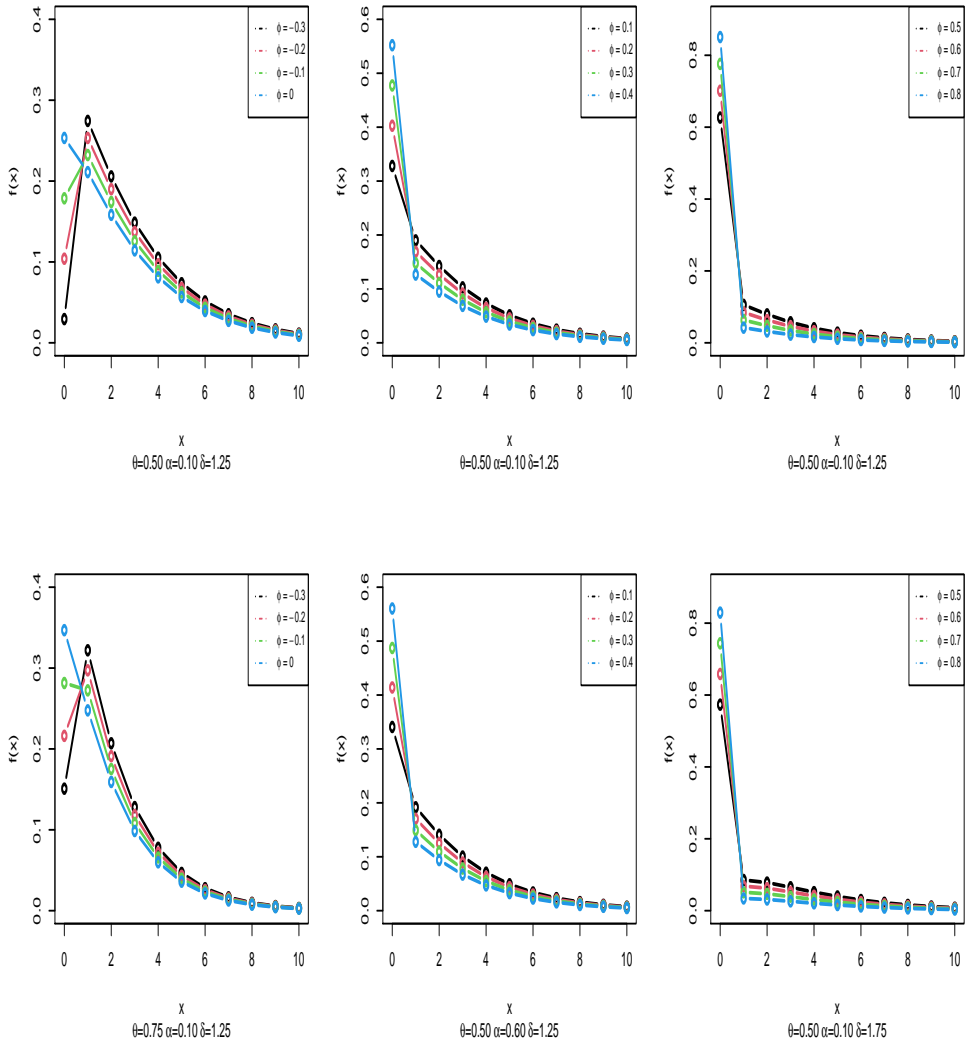 f(x)
0.0 0.1 0.2 0.3 0.4
ϕ = −0.3
ϕ = −0.2
ϕ = −0.1
ϕ = 0
0 2 4 6 8 10
x
θ=0.50 α=0.10 δ=1.25
f(x)
0.0 0.1 0.2 0.3 0.4 0.5 0.6
ϕ = 0.1
ϕ = 0.2
ϕ = 0.3
ϕ = 0.4
0 2 4 6 8 10
x
θ=0.50 α=0.10 δ=1.25
f(x)
0.0 0.2 0.4 0.6 0.8
ϕ = 0.5
ϕ = 0.6
ϕ = 0.7
ϕ = 0.8
0 2 4 6 8 10
x
θ=0.50 α=0.10 δ=1.25
f(x)
0.0 0.1 0.2 0.3 0.4
ϕ = −0.3
ϕ = −0.2
ϕ = −0.1
ϕ = 0
0 2 4 6 8 10
x
θ=0.75 α=0.10 δ=1.25
f(x)
0.0 0.1 0.2 0.3 0.4 0.5 0.6
ϕ = 0.1
ϕ = 0.2
ϕ = 0.3
ϕ = 0.4
0 2 4 6 8 10
x
θ=0.50 α=0.60 δ=1.25
f(x)
0.0 0.2 0.4 0.6 0.8
ϕ = 0.5
ϕ = 0.6
ϕ = 0.7
ϕ = 0.8
0 2 4 6 8 10
x
θ=0.50 α=0.10 δ=1.75